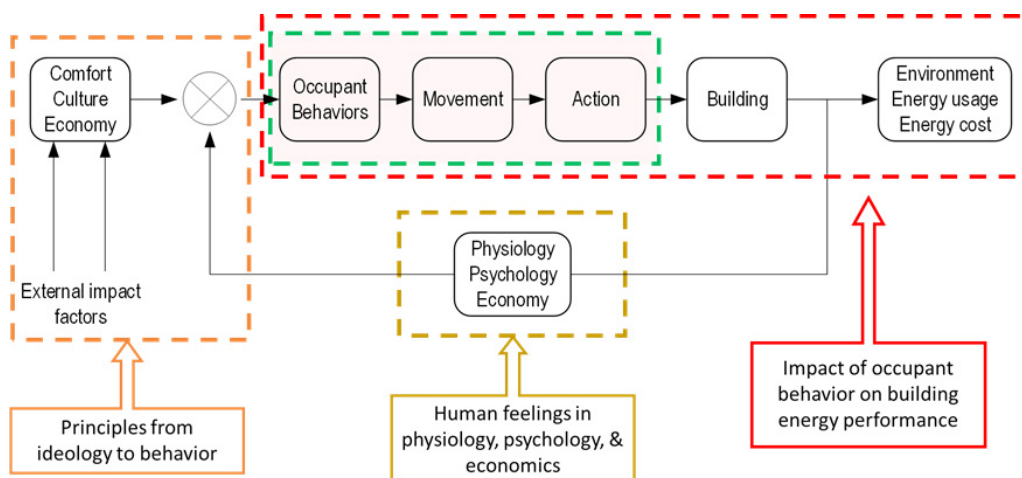 Comfort
Culture
Economy
Occupant
Behaviors
Movement
Action
Building
Environment
Energy usage
Energy cost
Physiology
Psychology
Economy
External impact
factors
Principles from
ideology to behavior
Human feelings in
physiology, psychology, &
economics
Impact of occupant
behavior on building
energy performance